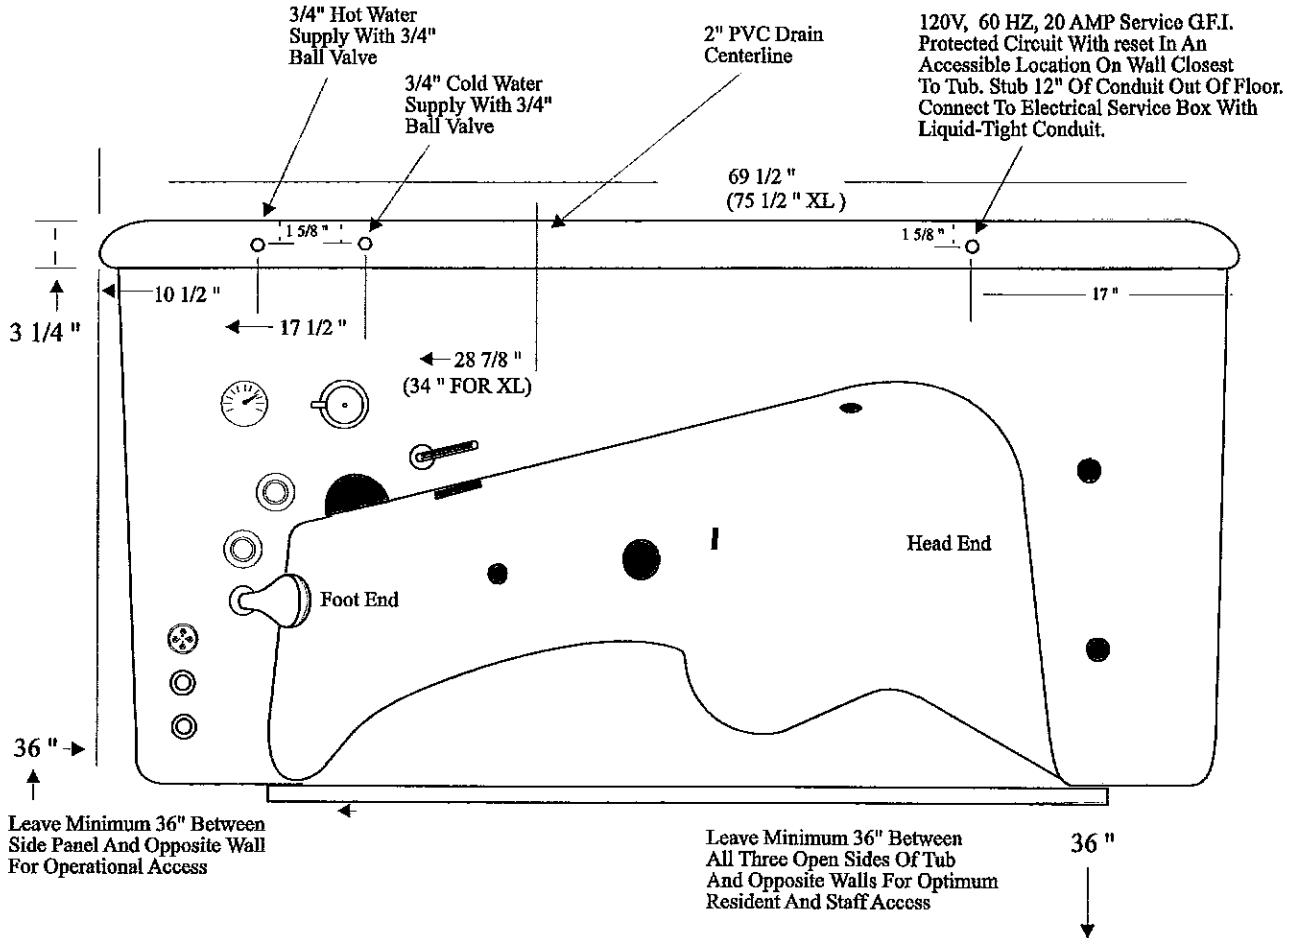 3/4" Hot Water
Supply With 3/4"
Ball Valve
3/4" Cold Water
Supply With 3/4"
Ball Valve
2" PVC Drain
Centerline
120V, 60 HZ, 20 AMP Service G.F.I.
Protected Circuit With reset In An
Accessible Location On Wall Closest
To Tub. Stub 12" Of Conduit Out Of Floor.
Connect To Electrical Service Box With
Liquid-Tight Conduit.
69 1/2 "
(75 1/2 " XL )
1 5/8 "
1 5/8 "
10 1/2 "
17 "
3 1/4 "
17 1/2 "
28 7/8 "
(34 " FOR XL)
Head End
Foot End
36 "
Leave Minimum 36" Between
Side Panel And Opposite Wall
For Operational Access
Leave Minimum 36" Between
All Three Open Sides Of Tub
And Opposite Walls For Optimum
Resident And Staff Access
36 "